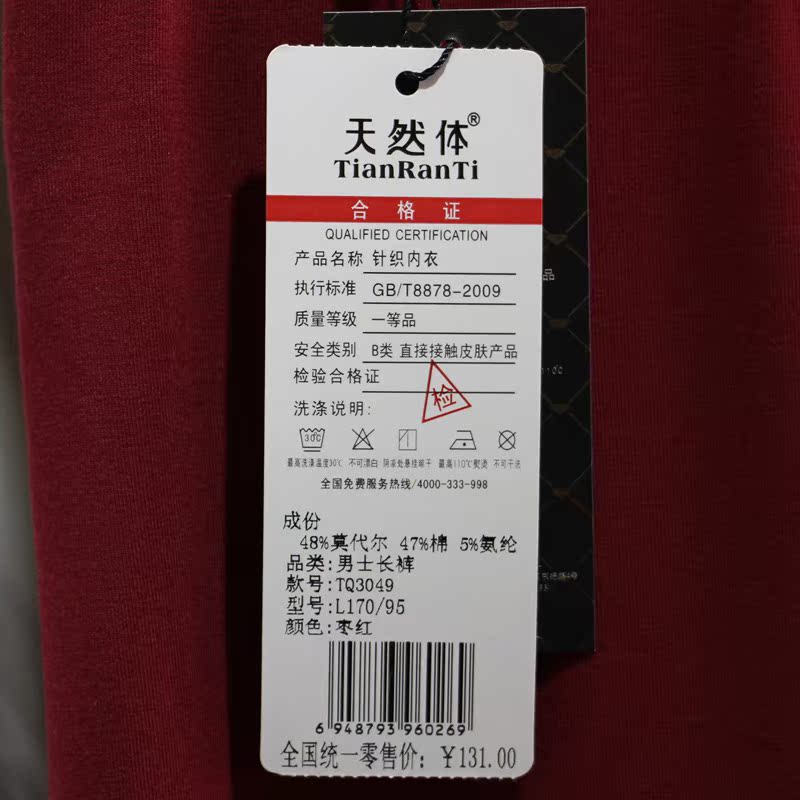 天然体®
TianRanTi
合格证
QUALIFIED CERTIFICATION
产品名称 针织内衣
执行标准 GB/T8878-2009
质量等级 一等品
安全类别 B类 直接接触皮肤产品
检验合格证
检
洗涤说明:
30C
最高洗涤温度30℃ 不可漂白 阴凉处悬挂晾干 最高110℃熨烫 不可干洗
全国免费服务热线/4000-333-998
成份
48%莫代尔 47%棉 5%氨纶
品类:男士长裤
款号:TQ3049
型号:L170/95
颜色:枣红
6 948793 960269
全国统一零售价: ￥131.00
品